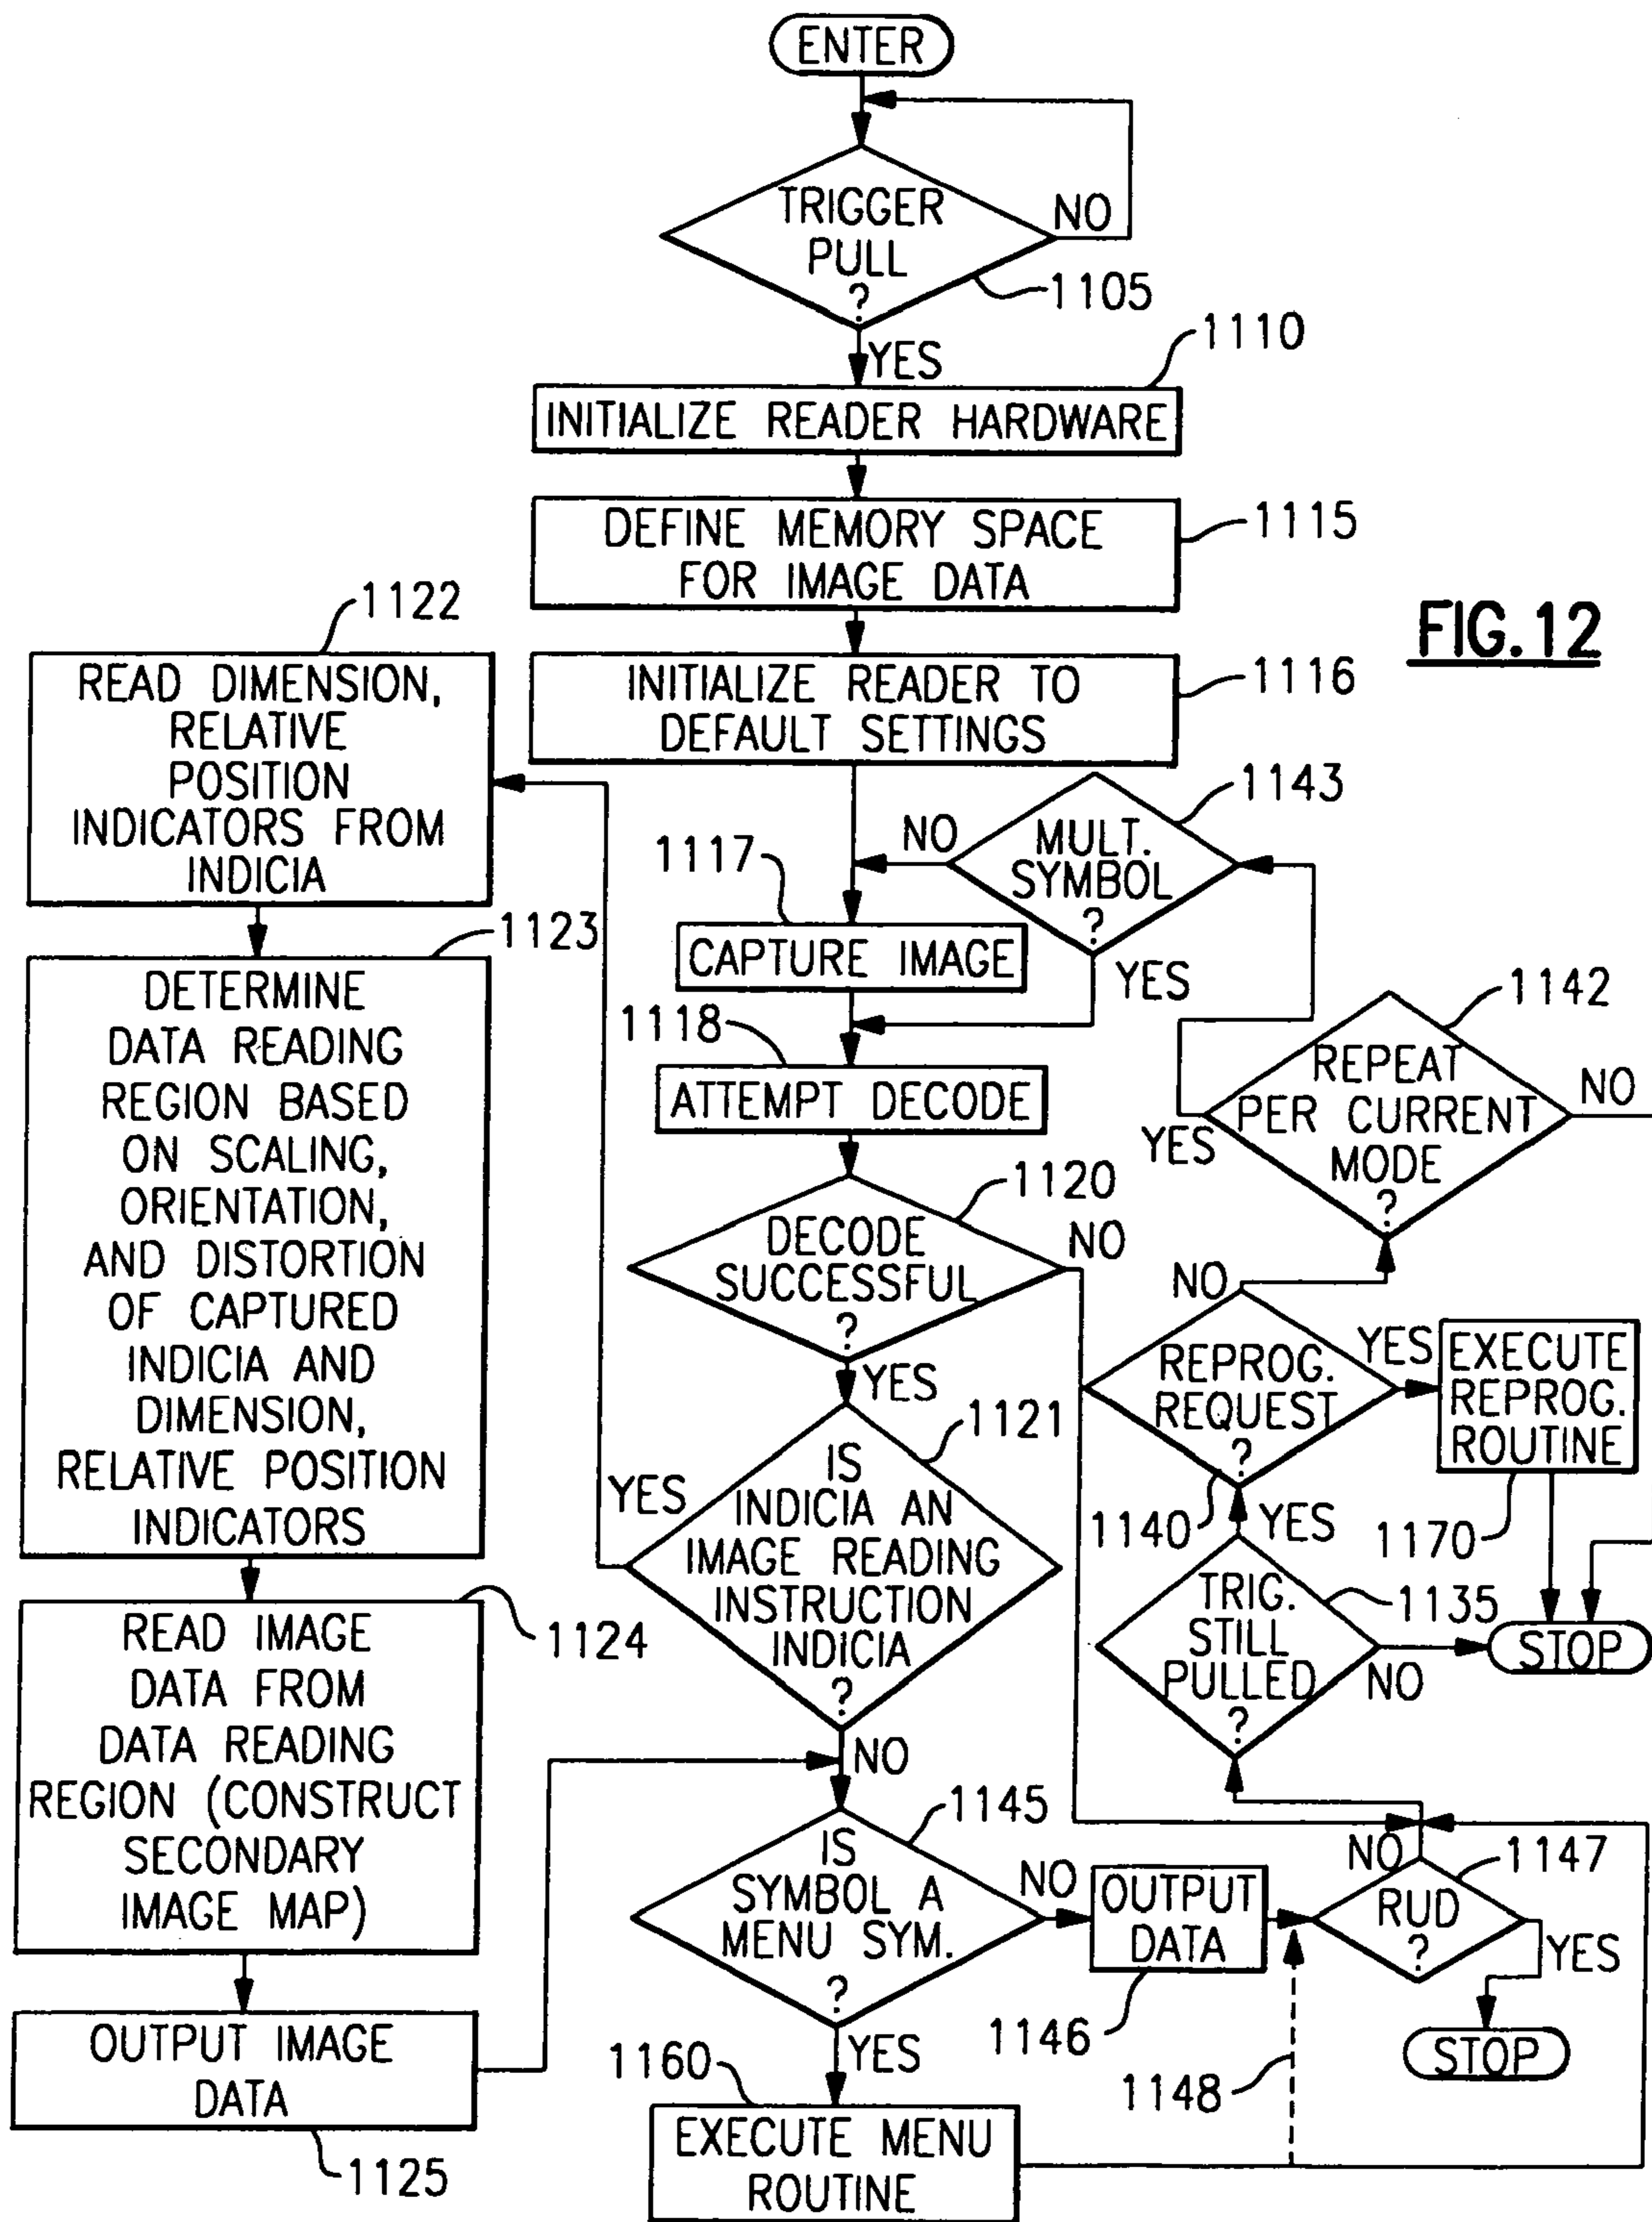 ENTER
TRIGGER
PULL
?
NO
1105
YES
1110
INITIALIZE READER HARDWARE
DEFINE MEMORY SPACE
FOR IMAGE DATA
1115
FIG.12
INITIALIZE READER TO
DEFAULT SETTINGS
1116
1122
READ DIMENSION,
RELATIVE
POSITION
INDICATORS FROM
INDICIA
1123
DETERMINE
DATA READING
REGION BASED
ON SCALING,
ORIENTATION,
AND DISTORTION
OF CAPTURED
INDICIA AND
DIMENSION,
RELATIVE POSITION
INDICATORS
READ IMAGE
DATA FROM
DATA READING
REGION (CONSTRUCT
SECONDARY
IMAGE MAP)
1124
OUTPUT IMAGE
DATA
1125
1143
MULT.
SYMBOL
?
NO
YES
1117
CAPTURE IMAGE
1118
ATTEMPT DECODE
1142
REPEAT
PER CURRENT
MODE
?
NO
YES
1120
DECODE
SUCCESSFUL
?
NO
YES
NO
REPROG.
REQUEST
?
YES
1140
EXECUTE
REPROG.
ROUTINE
1170
1121
IS
INDICIA AN
IMAGE READING
INSTRUCTION
INDICIA
?
YES
NO
YES
TRIG.
STILL
PULLED
?
1135
NO
STOP
1145
IS
SYMBOL A
MENU SYM.
?
NO
YES
OUTPUT
DATA
1146
NO
1147
RUD
?
YES
STOP
1148
1160
EXECUTE MENU
ROUTINE